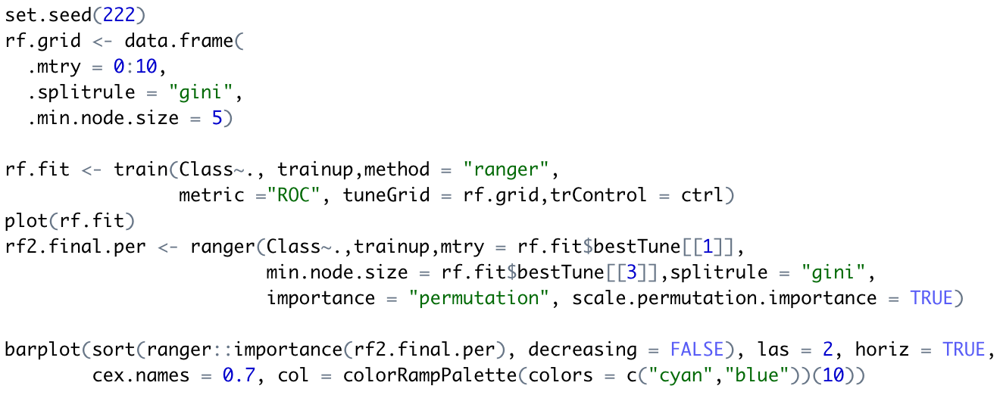 set.seed(222)
rf.grid <- data.frame(
  .mtry = 0:10,
  .splitrule = "gini",
  .min.node.size = 5)

rf.fit <- train(Class~., trainup,method = "ranger",
                metric ="ROC", tuneGrid = rf.grid,trControl = ctrl)
plot(rf.fit)
rf2.final.per <- ranger(Class~.,trainup,mtry = rf.fit$bestTune[[1]],
                        min.node.size = rf.fit$bestTune[[3]],splitrule = "gini",
                        importance = "permutation", scale.permutation.importance = TRUE)

barplot(sort(ranger::importance(rf2.final.per), decreasing = FALSE), las = 2, horiz = TRUE,
        cex.names = 0.7, col = colorRampPalette(colors = c("cyan","blue"))(10))